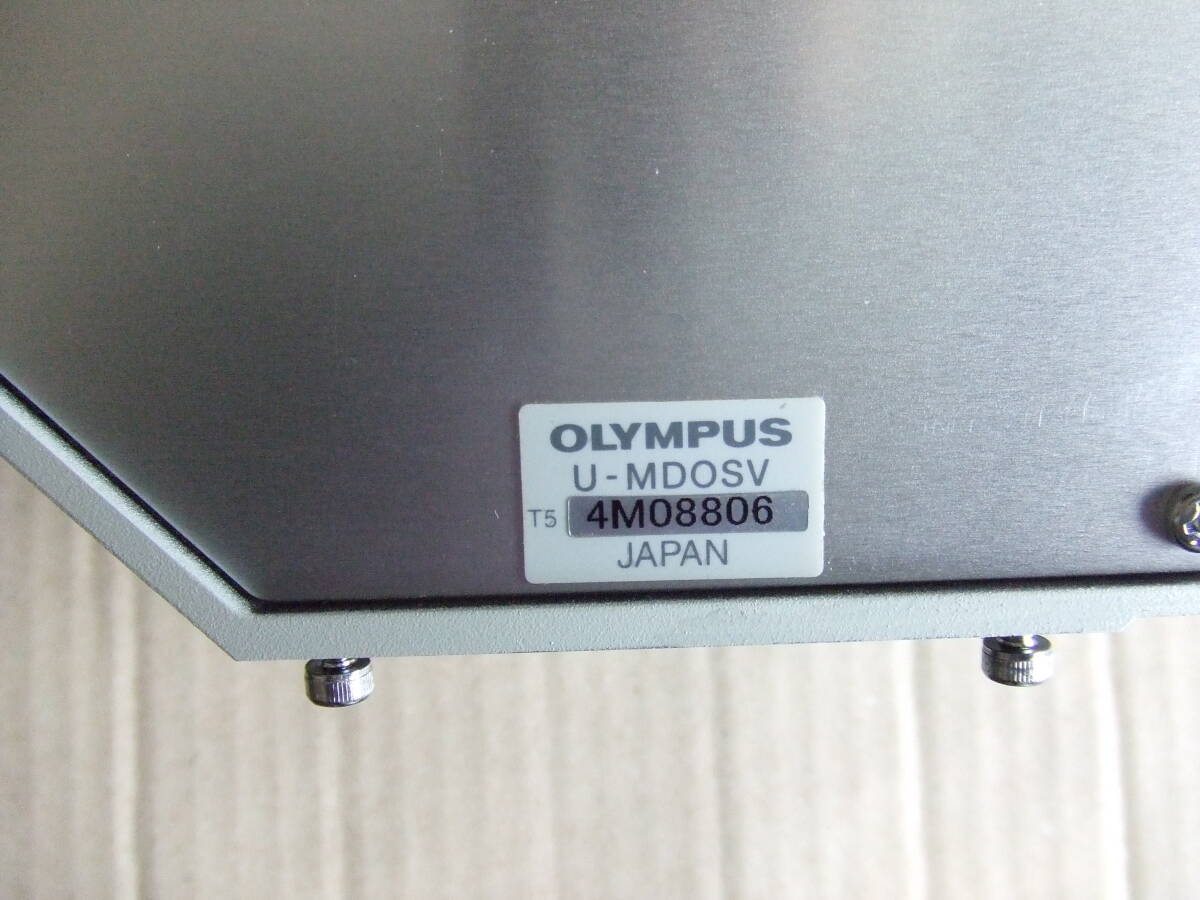 OLYMPUS
U-MDOSV
T5 4M08806
JAPAN